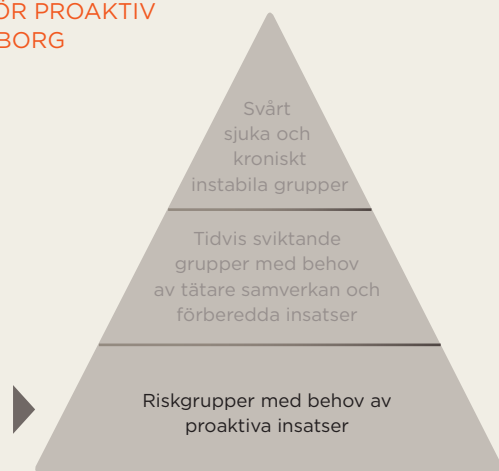 ÖR PROAKTIV
BORG
Svårt
sjuka och
kroniskt
instabila grupper
Tidvis sviktande
grupper med behov
av tätare samverkan och
förberedda insatser
Riskgrupper med behov av
proaktiva insatser